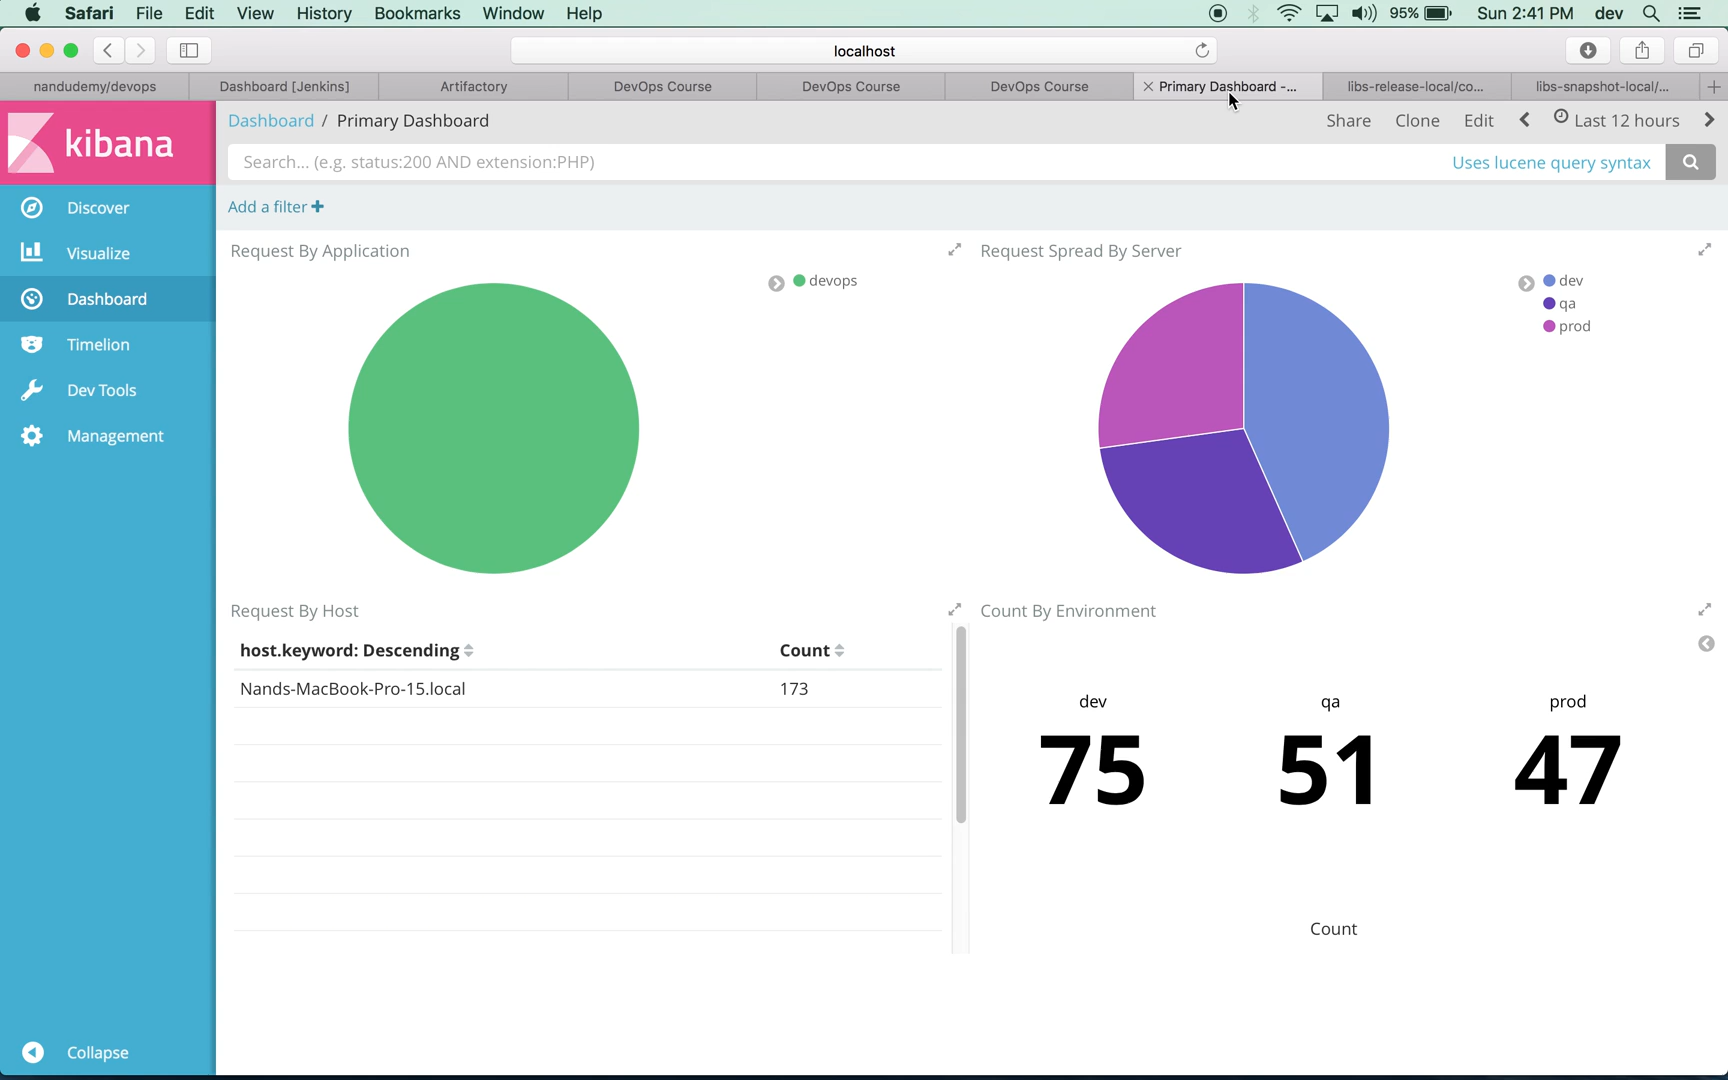 Safari File Edit View History Bookmarks Window Help 95% Sun 2:41 PM dev
localhost
nandudemy/devops Dashboard [Jenkins] Artifactory DevOps Course DevOps Course DevOps Course Primary Dashboard -... libs-release-local/co... libs-snapshot-local/...
kibana
Dashboard / Primary Dashboard Share Clone Edit Last 12 hours
Search... (e.g. status:200 AND extension:PHP) Uses lucene query syntax
Add a filter +
Discover
Visualize
Dashboard
Timelion
Dev Tools
Management
Collapse
Request By Application
devops
Request Spread By Server
dev
qa
prod
Request By Host
host.keyword: Descending Count
Nands-MacBook-Pro-15.local 173
Count By Environment
dev qa prod
75 51 47
Count